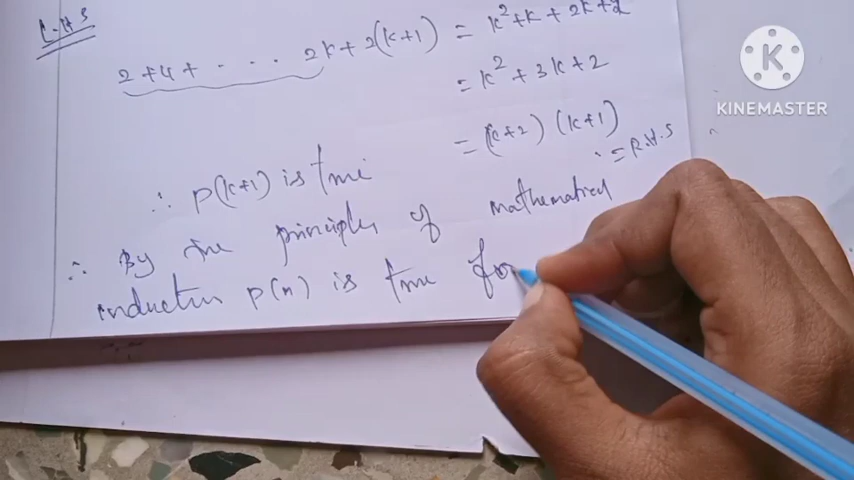 L.H.S
2+4+ . . . . 2k+2(k+1) = k²+k+2k+2
= k²+3k+2
= (k+2)(k+1)
= R.H.S
∴ p(k+1) is true
∴ By the principles of mathematical
induction p(n) is true for
KINEMASTER